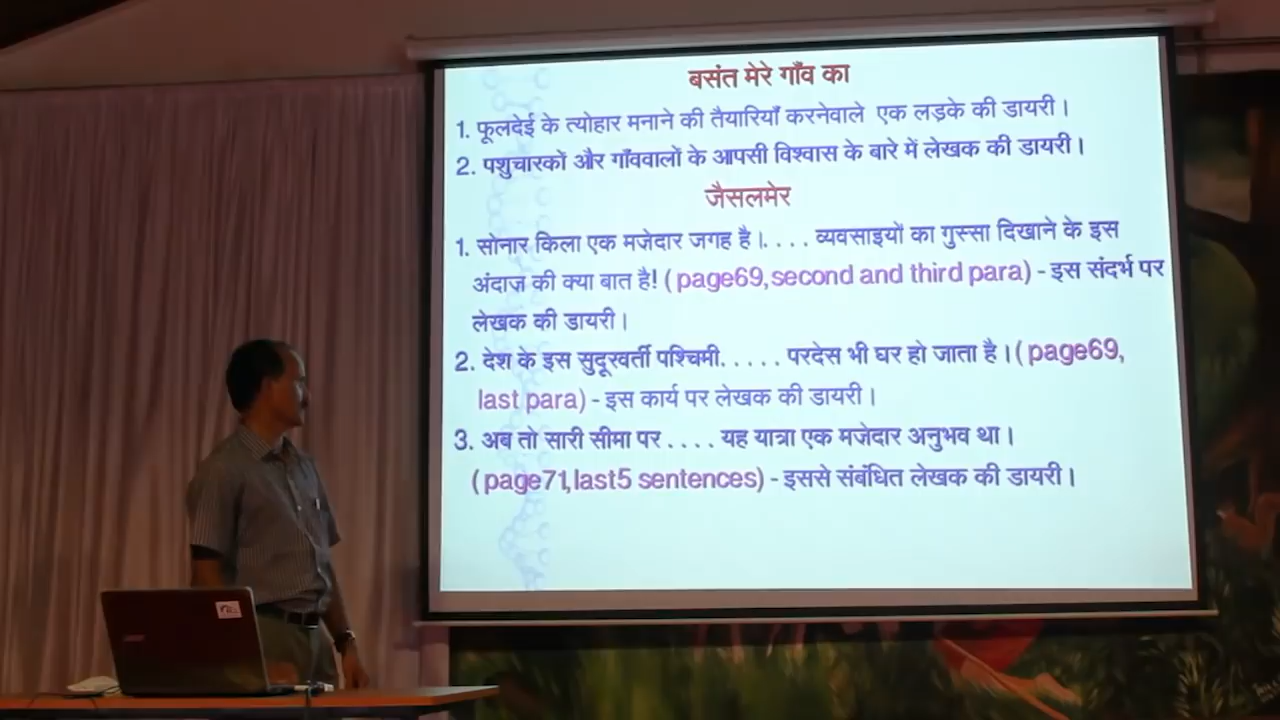 बसंत मेरे गाँव का
1. फूलदेई के त्योहार मनाने की तैयारियाँ करनेवाले एक लड़के की डायरी।
2. पशुचारकों और गाँववालों के आपसी विश्वास के बारे में लेखक की डायरी।
जैसलमेर
1. सोनार किला एक मजेदार जगह है।. . . . व्यवसाइयों का गुस्सा दिखाने के इस
अंदाज़ की क्या बात है! ( page69,second and third para) - इस संदर्भ पर
लेखक की डायरी।
2. देश के इस सुदूरवर्ती पश्चिमी. . . . . परदेस भी घर हो जाता है।( page69,
last para) - इस कार्य पर लेखक की डायरी।
3. अब तो सारी सीमा पर . . . . यह यात्रा एक मजेदार अनुभव था।
( page71,last5 sentences) - इससे संबंधित लेखक की डायरी।